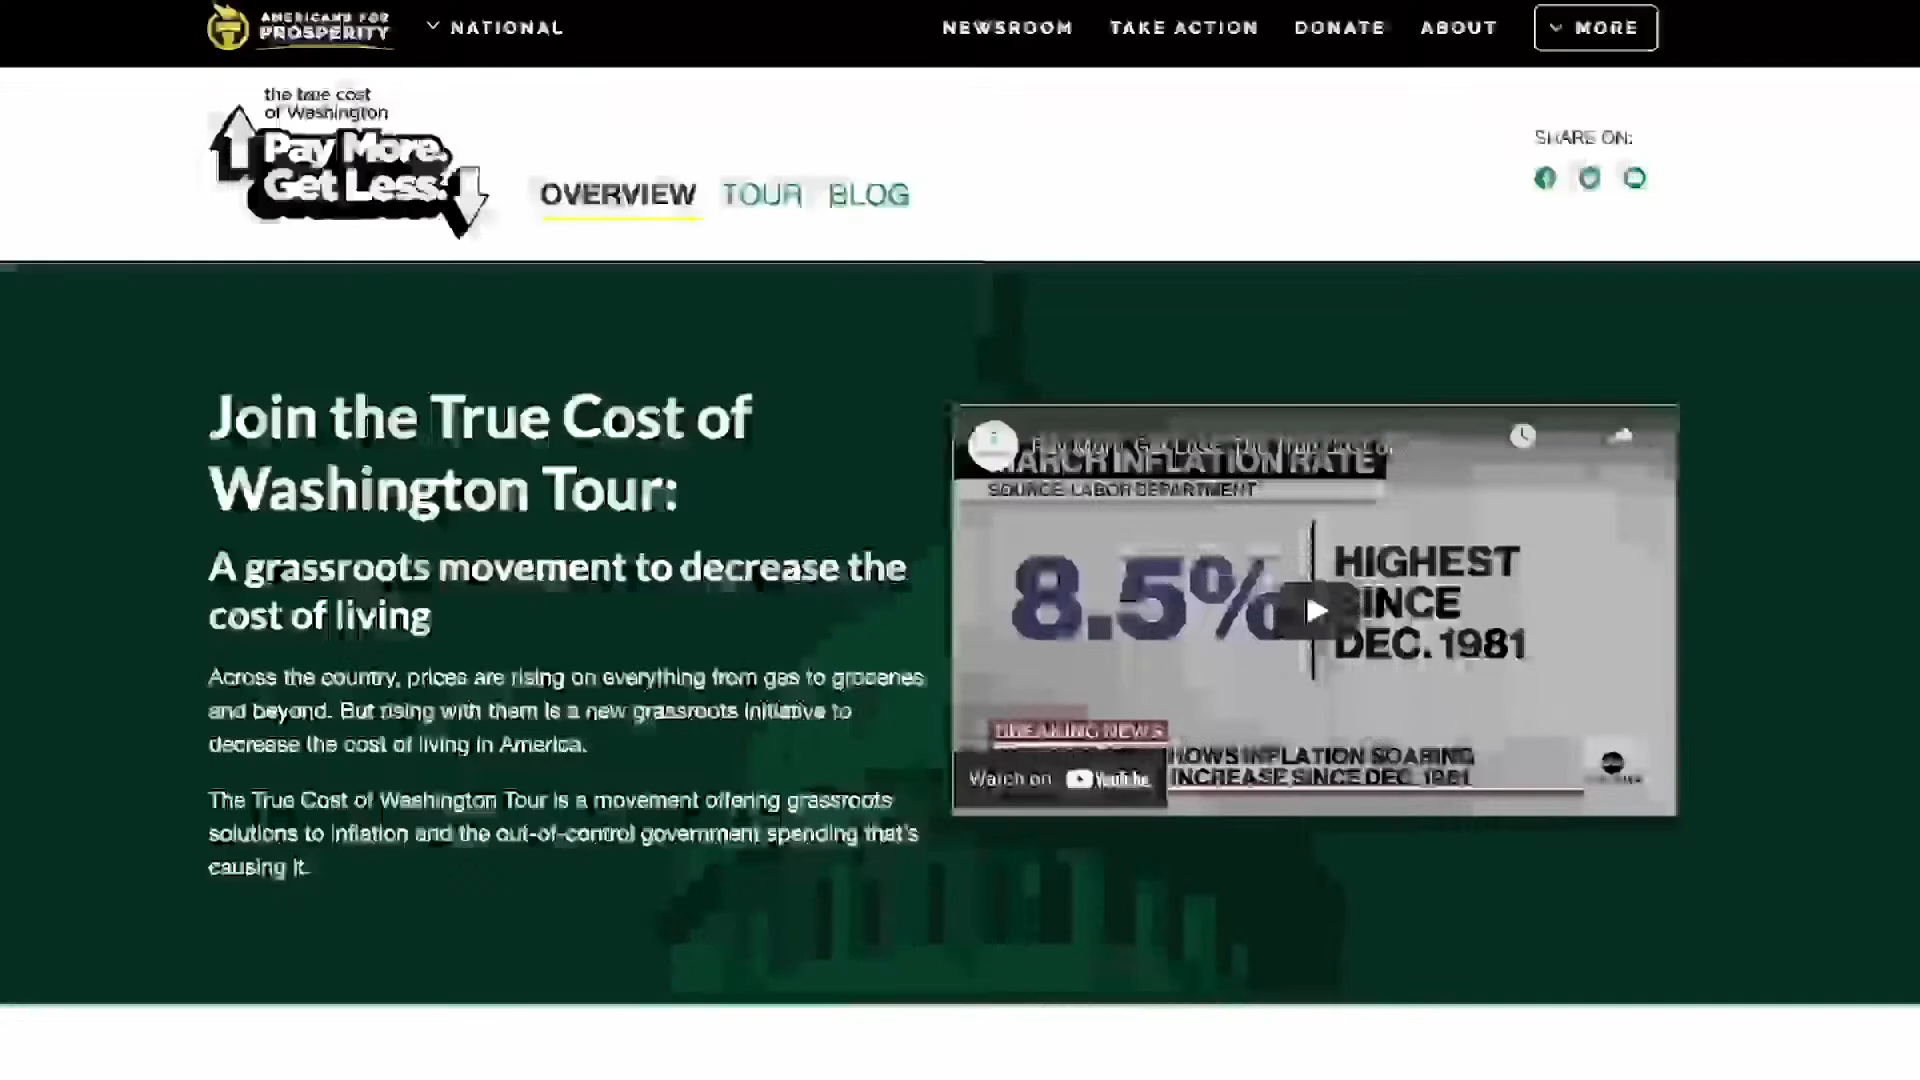 AMERICANS FOR
PROSPERITY
NATIONAL
NEWSROOM
TAKE ACTION
DONATE
ABOUT
MORE
the true cost
of Washington
Pay More.
Get Less.
OVERVIEW
TOUR
BLOG
SHARE ON:
Join the True Cost of
Washington Tour:
A grassroots movement to decrease the
cost of living
Across the country, prices are rising on everything from gas to groceries
and beyond. But rising with them is a new grassroots initiative to
decrease the cost of living in America.
The True Cost of Washington Tour is a movement offering grassroots
solutions to inflation and the out-of-control government spending that's
causing it.
MARCH INFLATION RATE
SOURCE: LABOR DEPARTMENT
8.5%
HIGHEST
SINCE
DEC. 1981
BREAKING NEWS
INFLATION SOARING
INCREASE SINCE DEC. 1981
Watch on YouTube